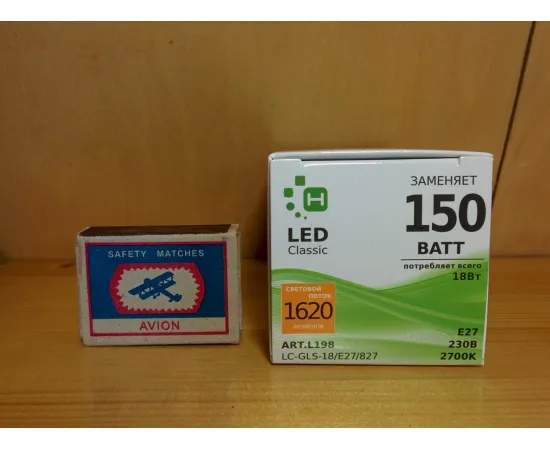 SAFETY MATCHES
AVION
H
LED
Classic
ЗАМЕНЯЕТ
150
ВАТТ
потребляет всего
18Вт
СВЕТОВОЙ
ПОТОК
1620
ЛЮМЕНОВ
ART.L198
LC-GLS-18/E27/827
E27
230В
2700K